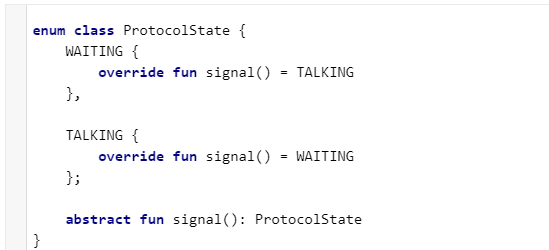 enum class ProtocolState {
    WAITING {
        override fun signal() = TALKING
    },

    TALKING {
        override fun signal() = WAITING
    };

    abstract fun signal(): ProtocolState
}